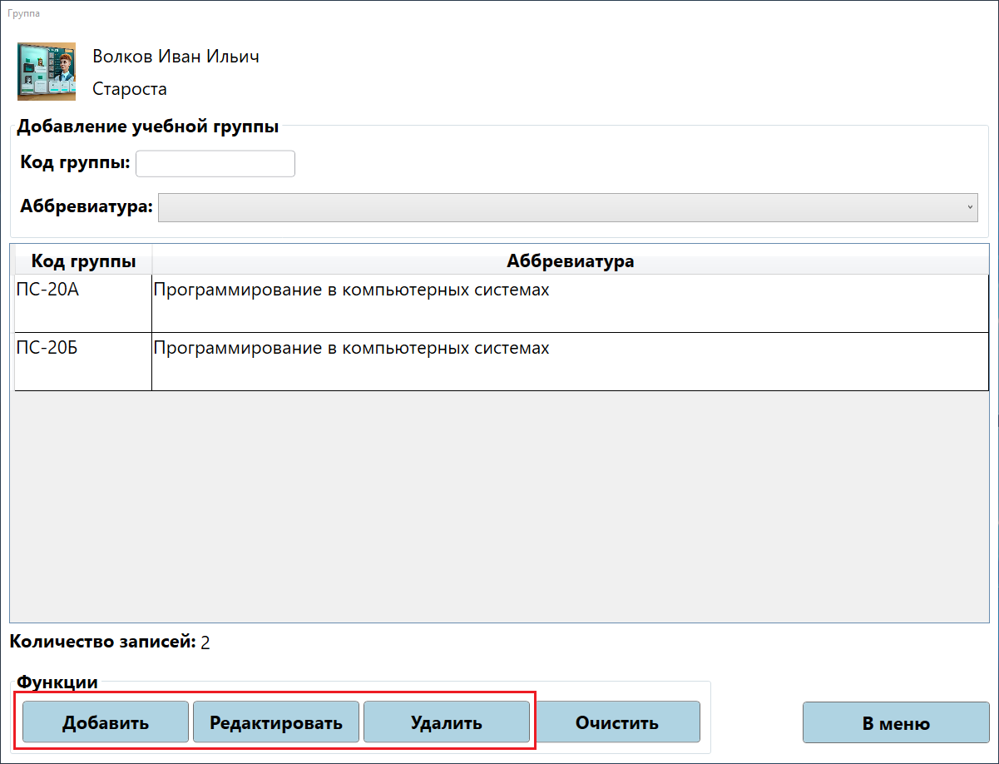 Группа
Волков Иван Ильич
Староста
Добавление учебной группы
Код группы:
Аббревиатура:
Код группы Аббревиатура
ПС-20А Программирование в компьютерных системах
ПС-20Б Программирование в компьютерных системах
Количество записей: 2
Функции
Добавить Редактировать Удалить Очистить В меню